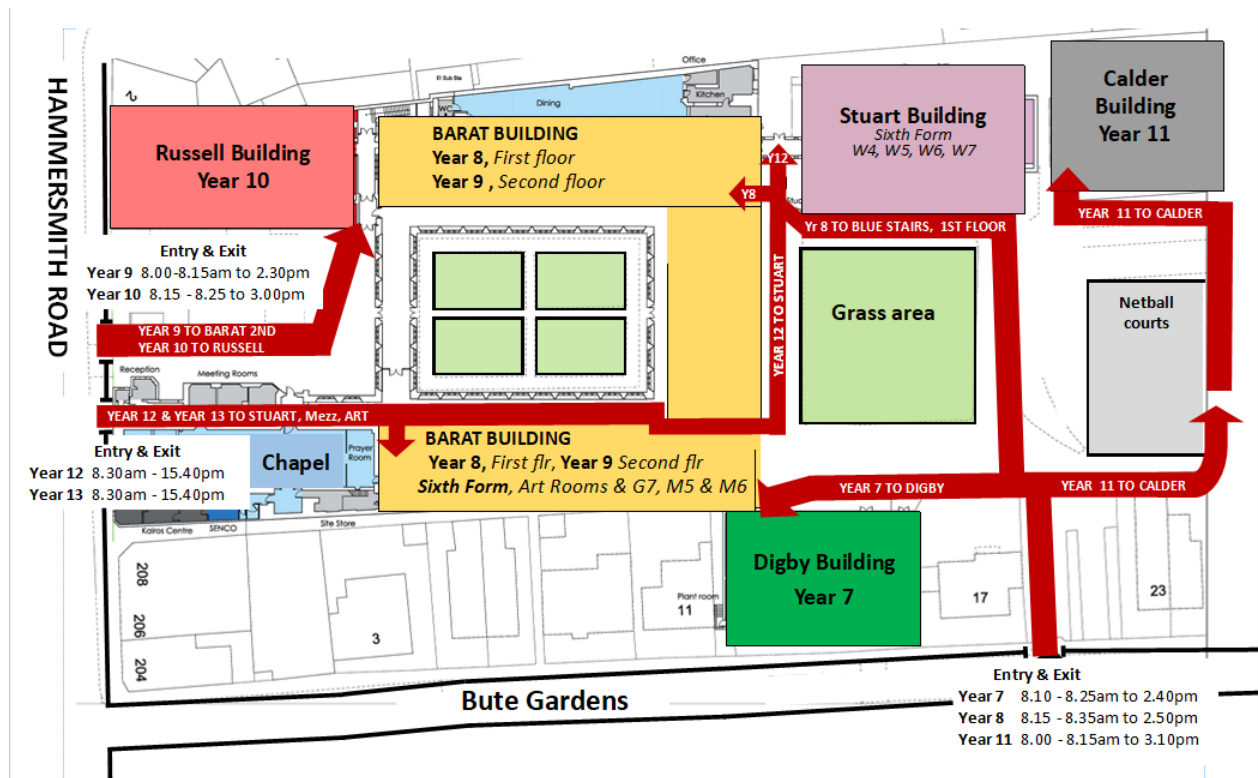 HAMMERSMITH ROAD
2
Russell Building
Year 10
El Sub Sta
WC
Dining
Office
Kitchen
BARAT BUILDING
Year 8, First floor
Year 9 , Second floor
Stuart Building
Sixth Form
W4, W5, W6, W7
Calder
Building
Year 11
Y12
Y8
Yr 8 TO BLUE STAIRS, 1ST FLOOR
YEAR 11 TO CALDER
Entry & Exit
Year 9 8.00-8.15am to 2.30pm
Year 10 8.15 - 8.25 to 3.00pm
YEAR 9 TO BARAT 2ND
YEAR 10 TO RUSSELL
YEAR 12 TO STUART
Grass area
Netball
courts
Reception
Meeting Rooms
YEAR 12 & YEAR 13 TO STUART, Mezz, ART
Entry & Exit
Year 12 8.30am - 15.40pm
Year 13 8.30am - 15.40pm
Chapel
Prayer
Room
BARAT BUILDING
Year 8, First flr, Year 9 Second flr
Sixth Form, Art Rooms & G7, M5 & M6
YEAR 7 TO DIGBY
YEAR 11 TO CALDER
Kairos Centre
SENCO
Site Store
208
206
204
3
Plant room
11
Digby Building
Year 7
17
23
Bute Gardens
Entry & Exit
Year 7 8.10 - 8.25am to 2.40pm
Year 8 8.15 - 8.35am to 2.50pm
Year 11 8.00 - 8.15am to 3.10pm